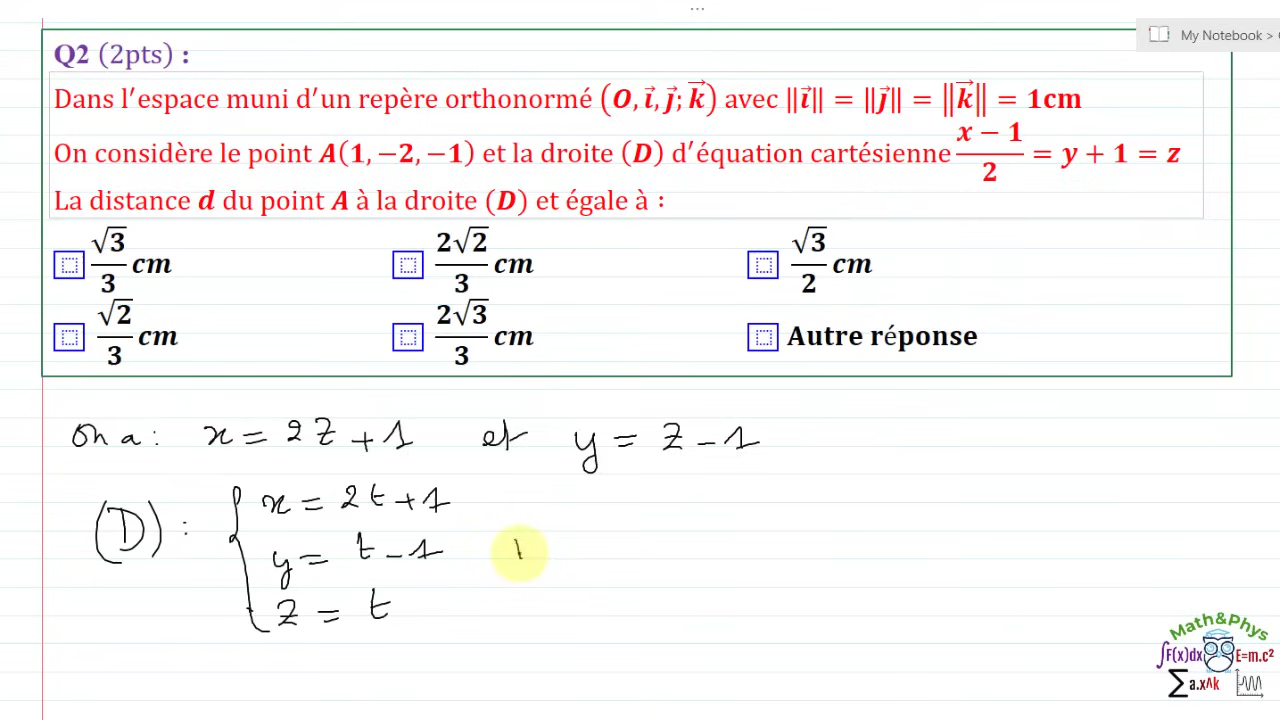 ...
My Notebook >
Q2 (2pts) :
Dans l'espace muni d'un repère orthonormé (O, i⃗, j⃗; k⃗) avec ‖i⃗‖ = ‖j⃗‖ = ‖k⃗‖ = 1cm
On considère le point A(1, −2, −1) et la droite (D) d'équation cartésienne (x − 1)/2 = y + 1 = z
La distance d du point A à la droite (D) et égale à :
√3/3 cm 2√2/3 cm √3/2 cm
√2/3 cm 2√3/3 cm Autre réponse
on a : x = 2z + 1 et y = z − 1
(D) : { x = 2t + 1
y = t − 1
z = t
Math&Phys
∫F(x)dx E=m.c²
∑ a.x∧k